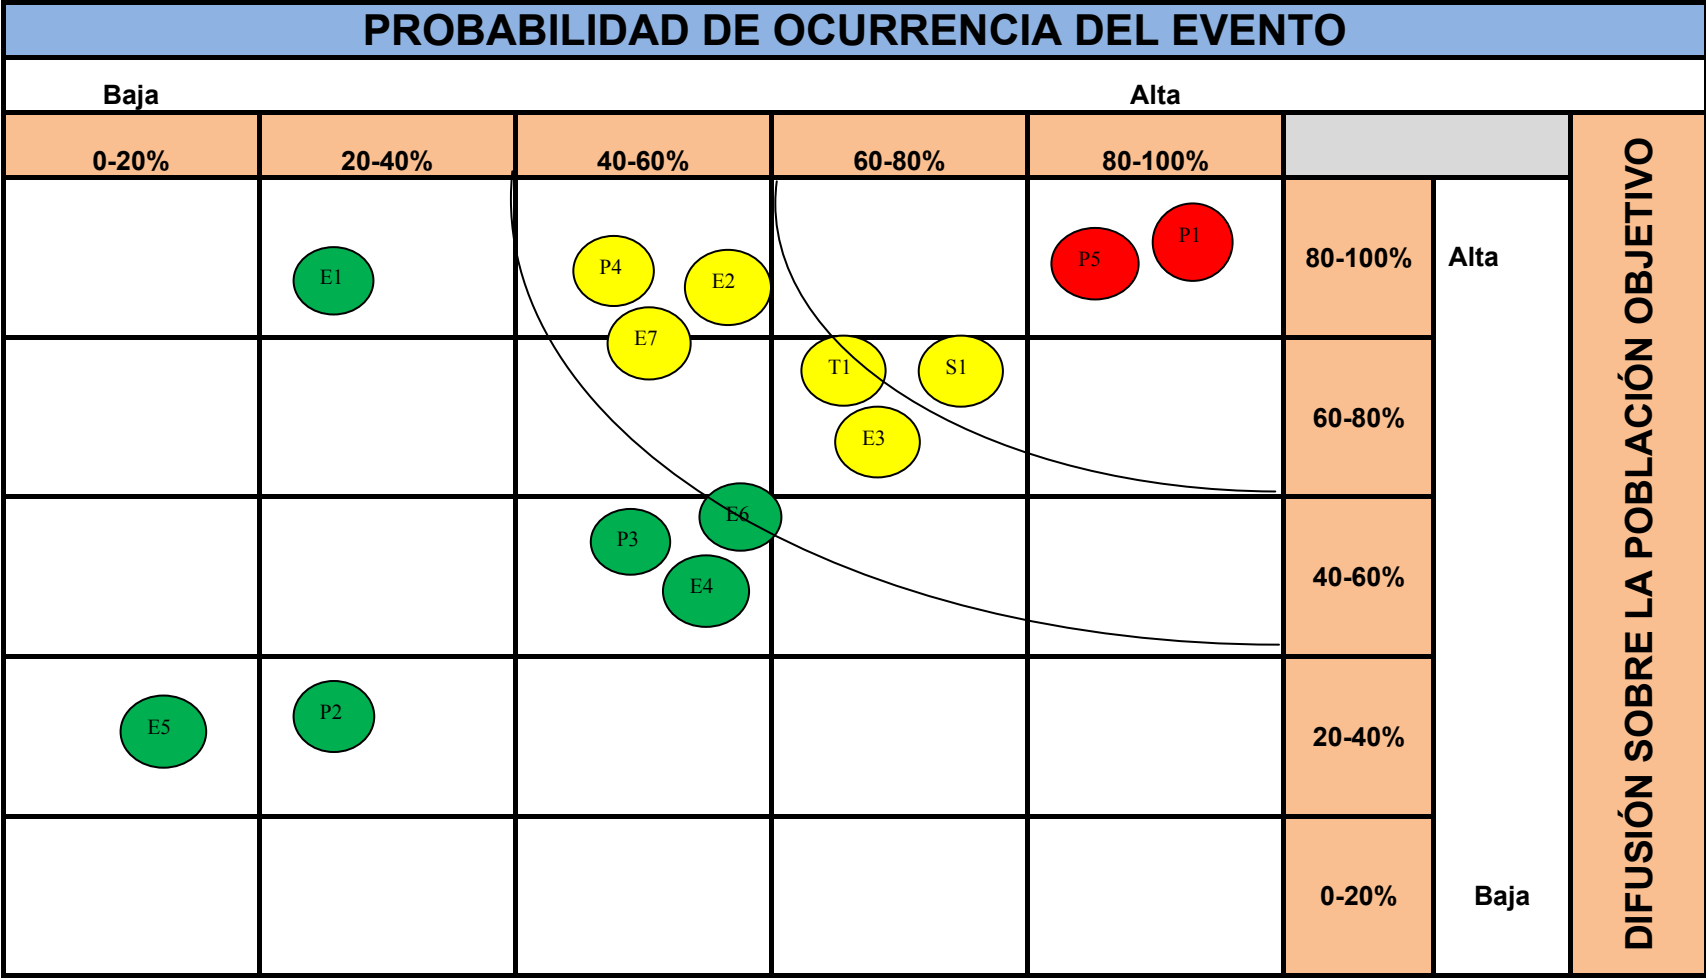 PROBABILIDAD DE OCURRENCIA DEL EVENTO
Baja Alta
0-20% 20-40% 40-60% 60-80% 80-100%
E1 P4 E2 P5 P1 80-100% Alta
E7
T1 S1 60-80%
E3
E6
P3 40-60%
E4
E5 P2 20-40%
0-20% Baja
DIFUSIÓN SOBRE LA POBLACIÓN OBJETIVO